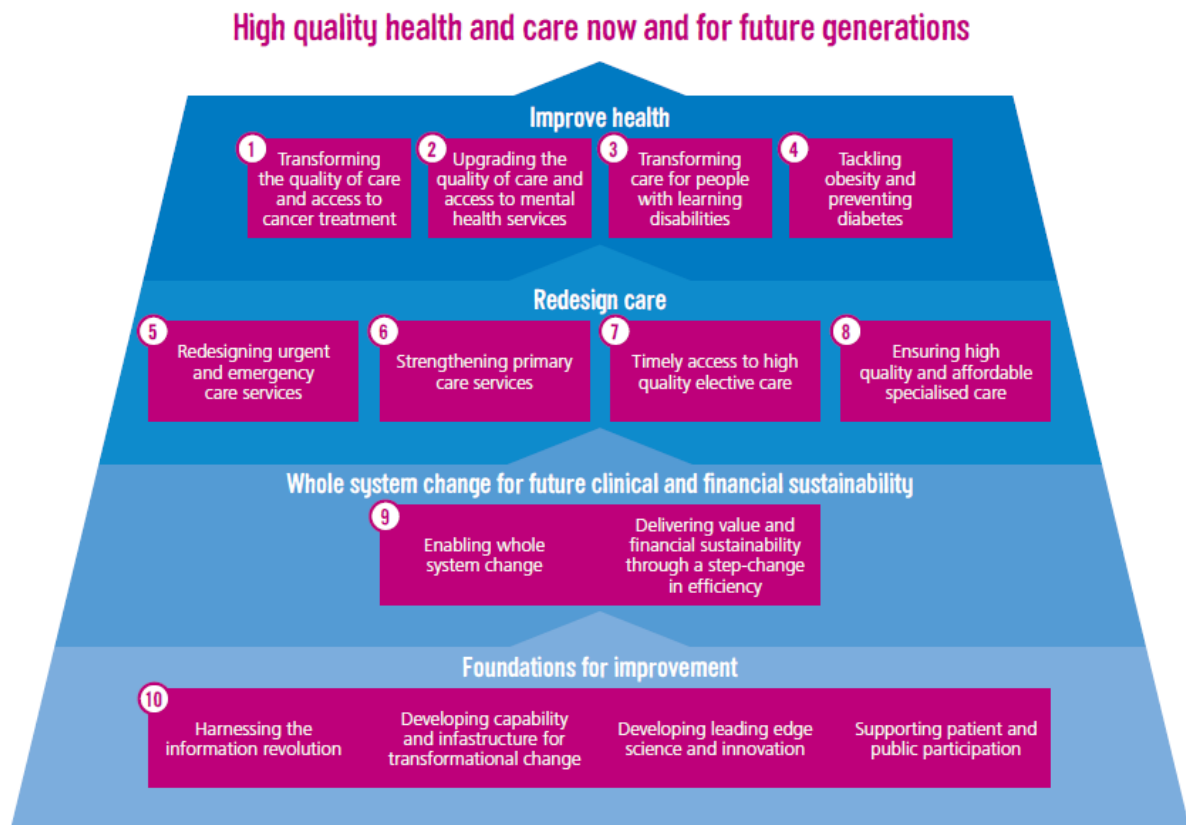 High quality health and care now and for future generations
Improve health
1
Transforming
the quality of care
and access to
cancer treatment
2
Upgrading the
quality of care and
access to mental
health services
3
Transforming
care for people
with learning
disabilities
4
Tackling
obesity and
preventing
diabetes
Redesign care
5
Redesigning urgent
and emergency
care services
6
Strengthening primary
care services
7
Timely access to high
quality elective care
8
Ensuring high
quality and affordable
specialised care
Whole system change for future clinical and financial sustainability
9
Enabling whole
system change
Delivering value and
financial sustainability
through a step-change
in efficiency
Foundations for improvement
10
Harnessing the
information revolution
Developing capability
and infastructure for
transformational change
Developing leading edge
science and innovation
Supporting patient and
public participation